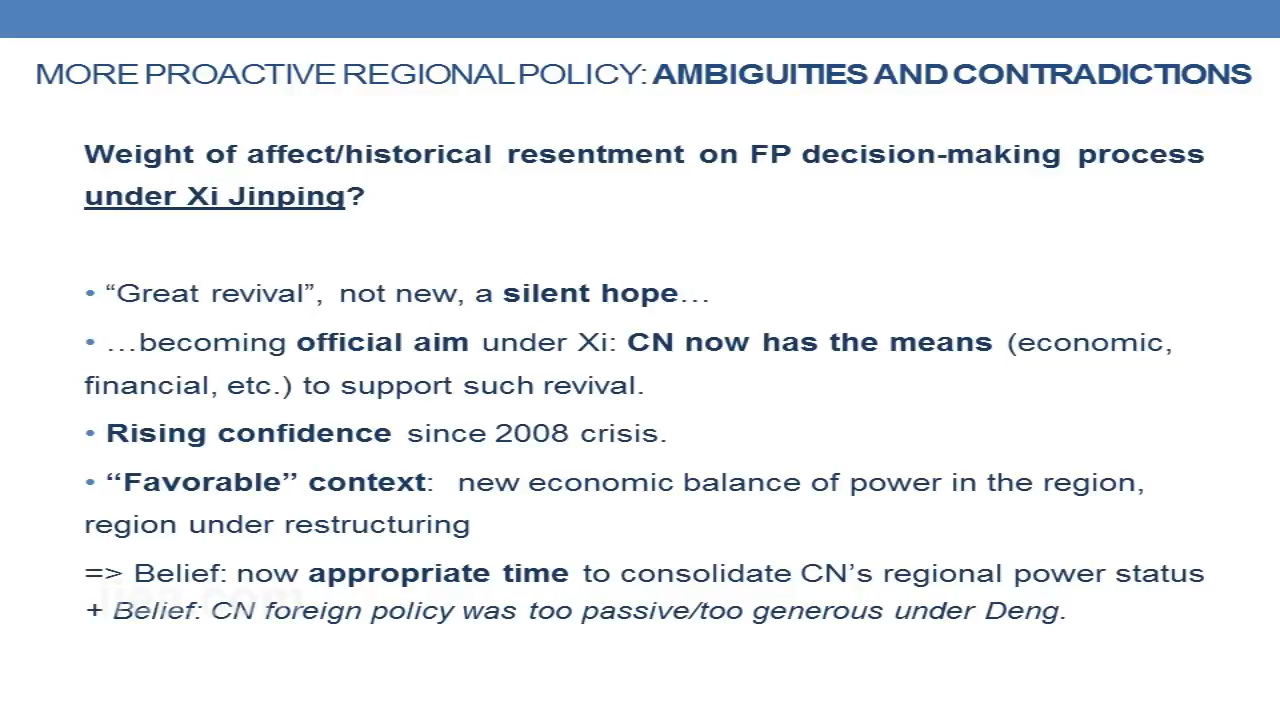 MORE PROACTIVE REGIONAL POLICY: AMBIGUITIES AND CONTRADICTIONS
Weight of affect/historical resentment on FP decision-making process
under Xi Jinping?
• “Great revival”, not new, a silent hope…
• …becoming official aim under Xi: CN now has the means (economic,
financial, etc.) to support such revival.
• Rising confidence since 2008 crisis.
• “Favorable” context: new economic balance of power in the region,
region under restructuring
=> Belief: now appropriate time to consolidate CN’s regional power status
+ Belief: CN foreign policy was too passive/too generous under Deng.